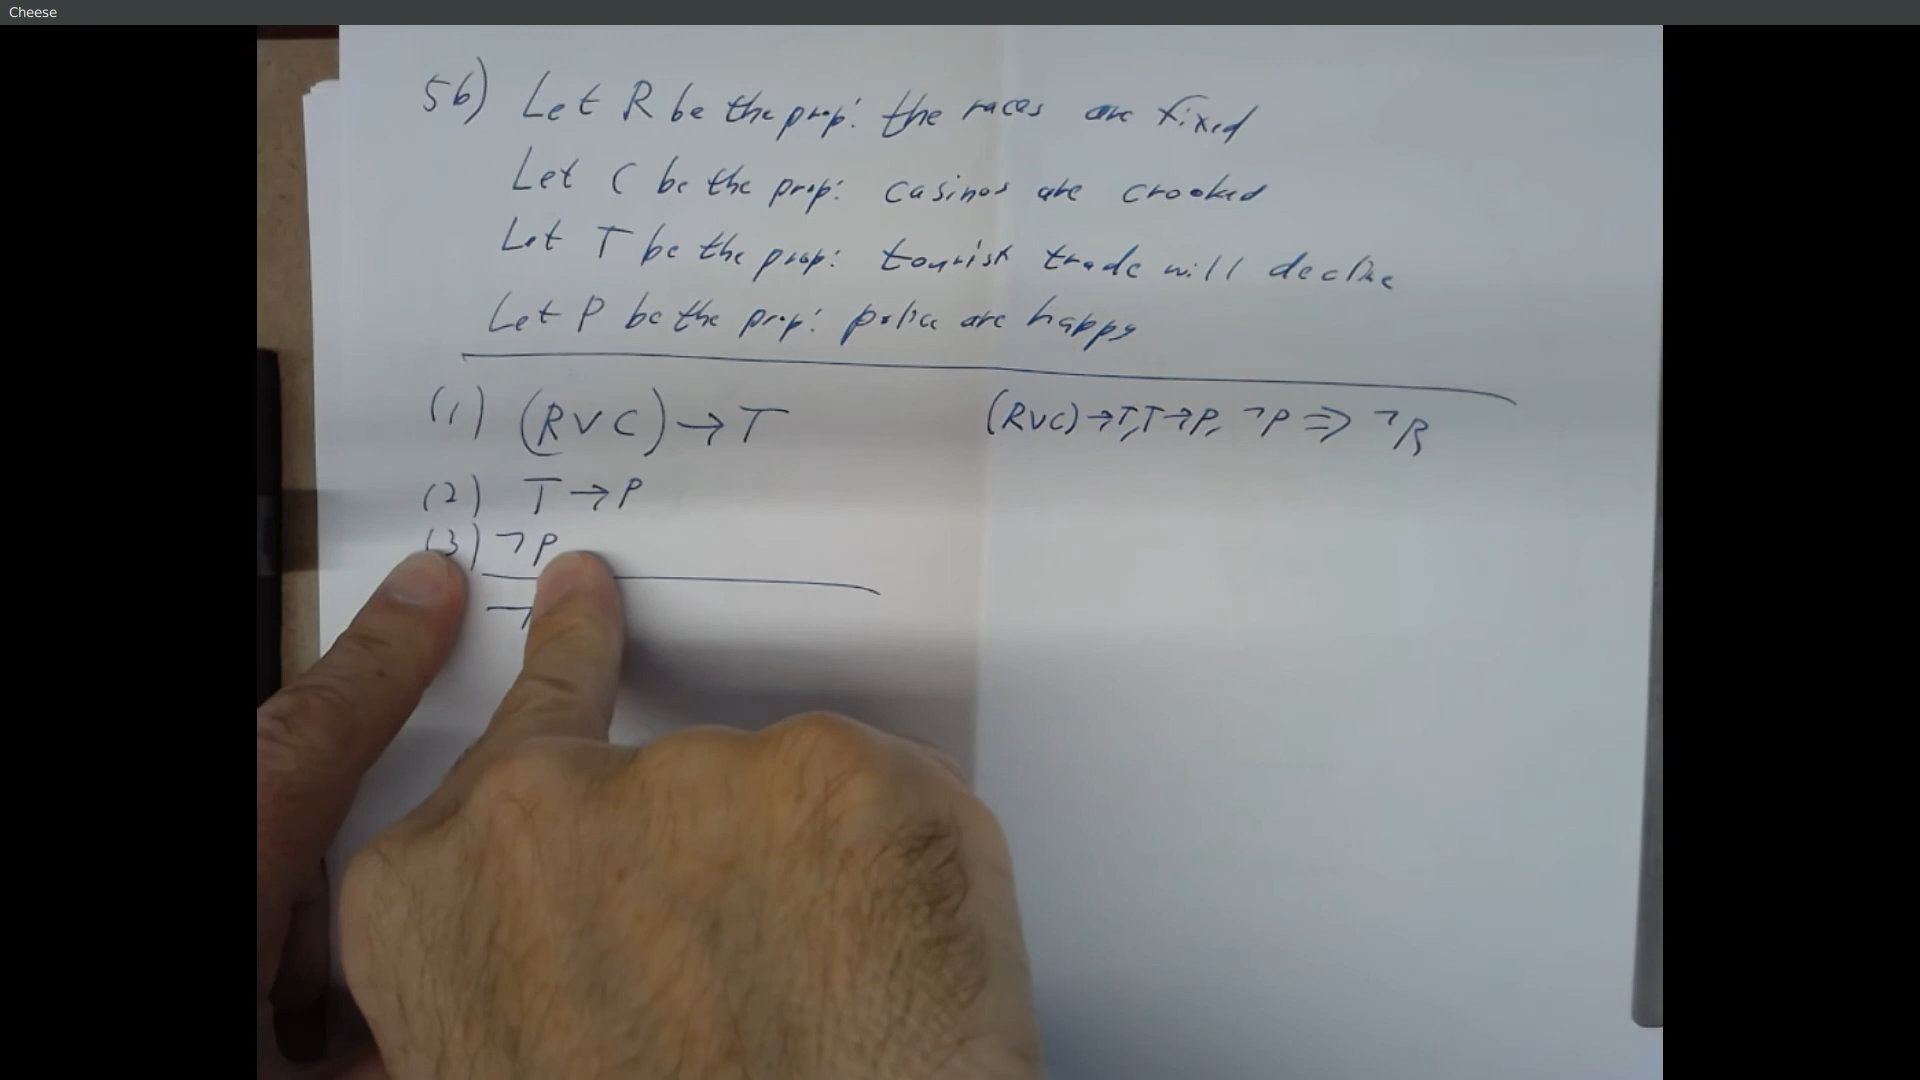 Cheese
5b) Let R be the prop: the races are fixed
Let C be the prop: casinos are crooked
Let T be the prop: tourist trade will decline
Let P be the prop: police are happy
(1) (R∨C)→T
(R∨C)→T, T→P, ¬P ⇒ ¬R
(2) T→P
(3) ¬P
¬